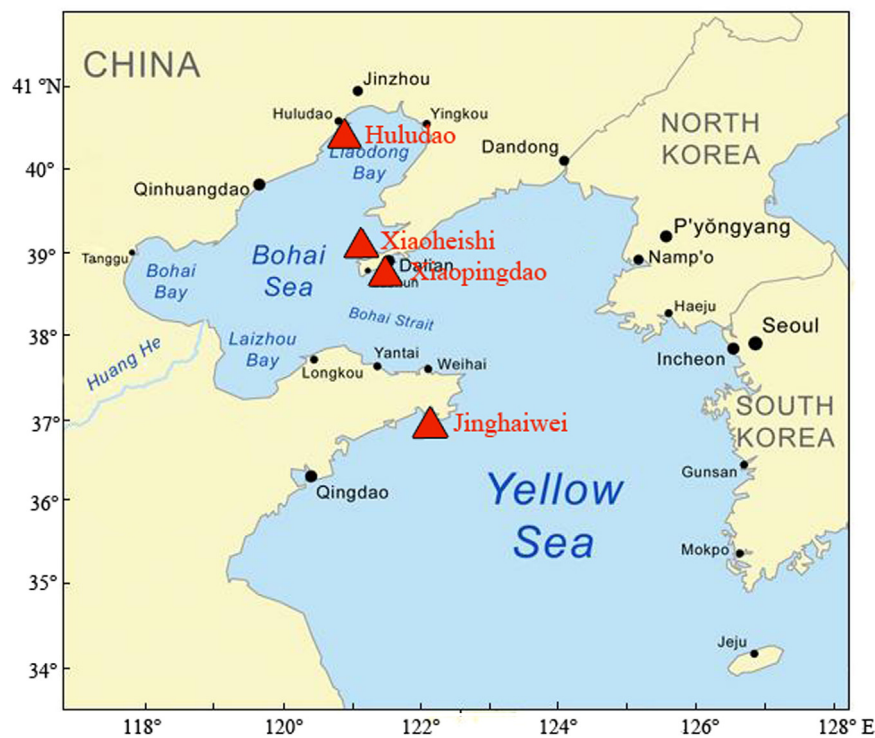 CHINA
Jinzhou
41 °N
Huludao
Yingkou
Huludao
Liaodong
Bay
NORTH
KOREA
Dandong
40°
Qinhuangdao
P'yŏngyang
Xiaoheishi
39°
Tanggu
Bohai
Sea
Dalian
Xiaopingdao
Namp'o
Bohai
Bay
Haeju
Bohai Strait
Seoul
38°
Laizhou
Bay
Huang He
Yantai
Weihai
Longkou
Incheon
SOUTH
KOREA
37°
Jinghaiwei
Gunsan
Qingdao
Yellow
Sea
36°
Mokpo
35°
Jeju
34°
118°
120°
122°
124°
126°
128° E